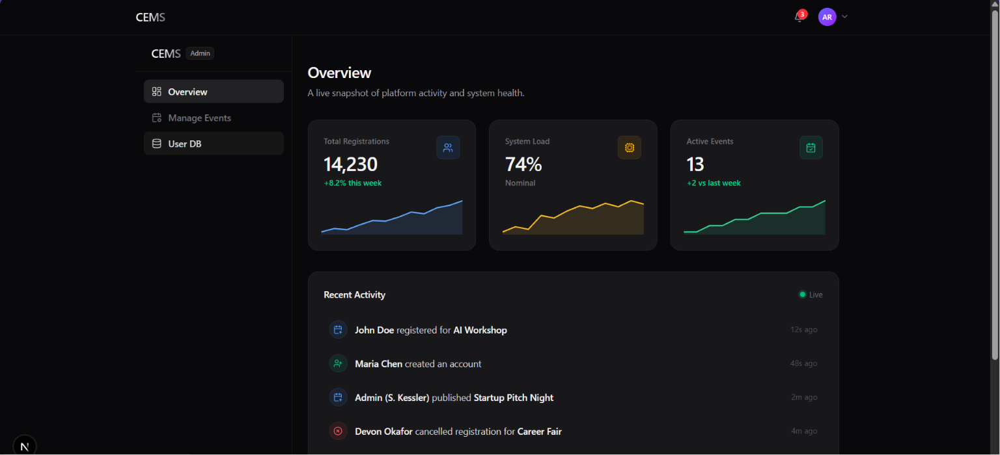 CEMS
3
AR
CEMS Admin
Overview
Manage Events
User DB
Overview
A live snapshot of platform activity and system health.
Total Registrations
14,230
+8.2% this week
System Load
74%
Nominal
Active Events
13
+2 vs last week
Recent Activity
Live
John Doe registered for AI Workshop
12s ago
Maria Chen created an account
48s ago
Admin (S. Kessler) published Startup Pitch Night
2m ago
Devon Okafor cancelled registration for Career Fair
4m ago
N